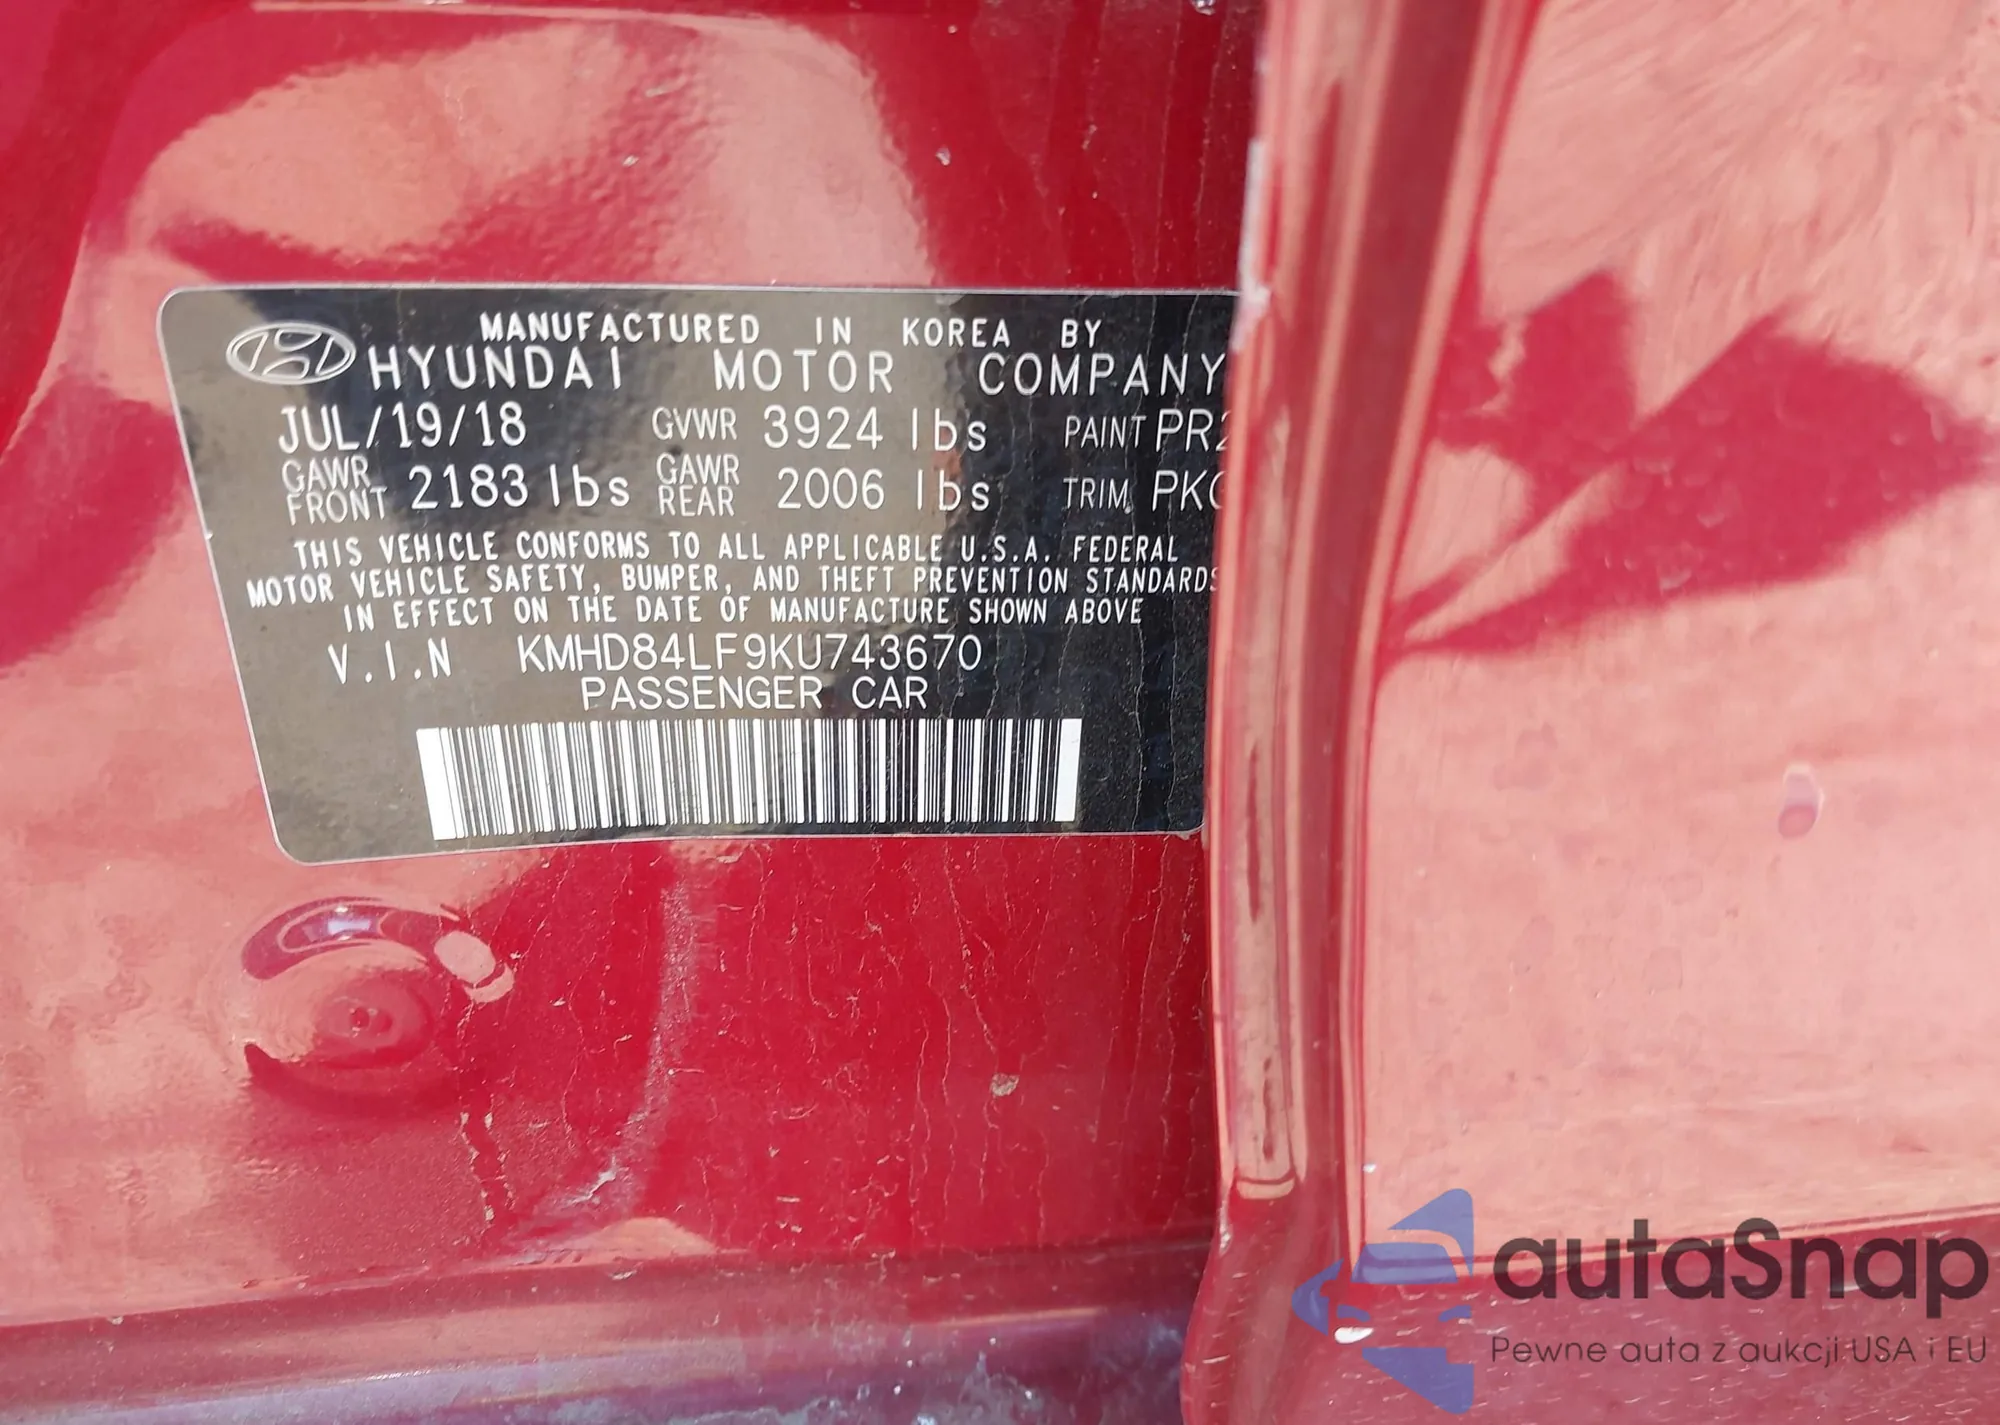 MANUFACTURED IN KOREA BY
HYUNDAI MOTOR COMPANY
JUL/19/18 GVWR 3924 lbs PAINT PR2
GAWR FRONT 2183 lbs GAWR REAR 2006 lbs TRIM PK
THIS VEHICLE CONFORMS TO ALL APPLICABLE U.S.A. FEDERAL
MOTOR VEHICLE SAFETY, BUMPER, AND THEFT PREVENTION STANDARDS
IN EFFECT ON THE DATE OF MANUFACTURE SHOWN ABOVE
V.I.N KMHD84LF9KU743670
PASSENGER CAR
autaSnap
Pewne auta z aukcji USA i EU